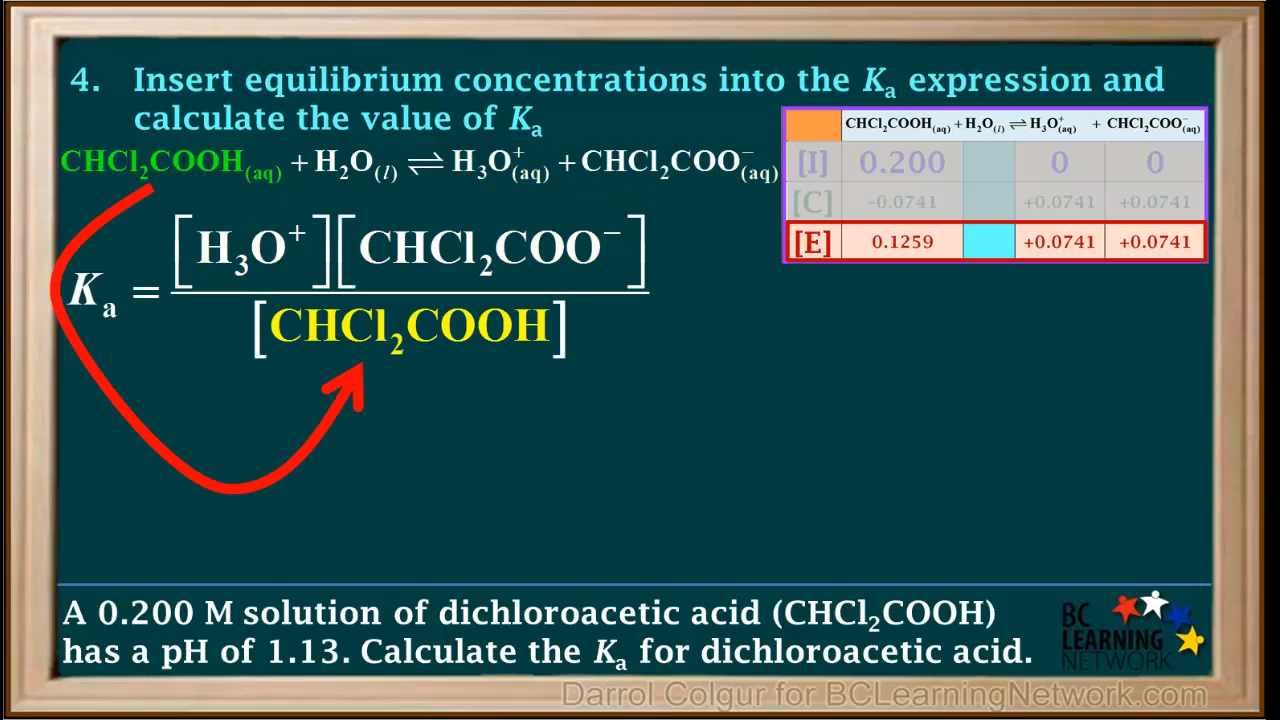 4. Insert equilibrium concentrations into the Kₐ expression and
calculate the value of Kₐ
CHCl₂COOH(aq) + H₂O(l) ⇌ H₃O⁺(aq) + CHCl₂COO⁻(aq)
CHCl₂COOH(aq) + H₂O(l) ⇌ H₃O⁺(aq) + CHCl₂COO⁻(aq)
[I] 0.200 0 0
[C] −0.0741 +0.0741 +0.0741
[E] 0.1259 +0.0741 +0.0741
[H₃O⁺][CHCl₂COO⁻]
Kₐ =
[CHCl₂COOH]
A 0.200 M solution of dichloroacetic acid (CHCl₂COOH)
has a pH of 1.13. Calculate the Kₐ for dichloroacetic acid.
BC
LEARNING
NETWORK
Darrol Colgur for BCLearningNetwork.com